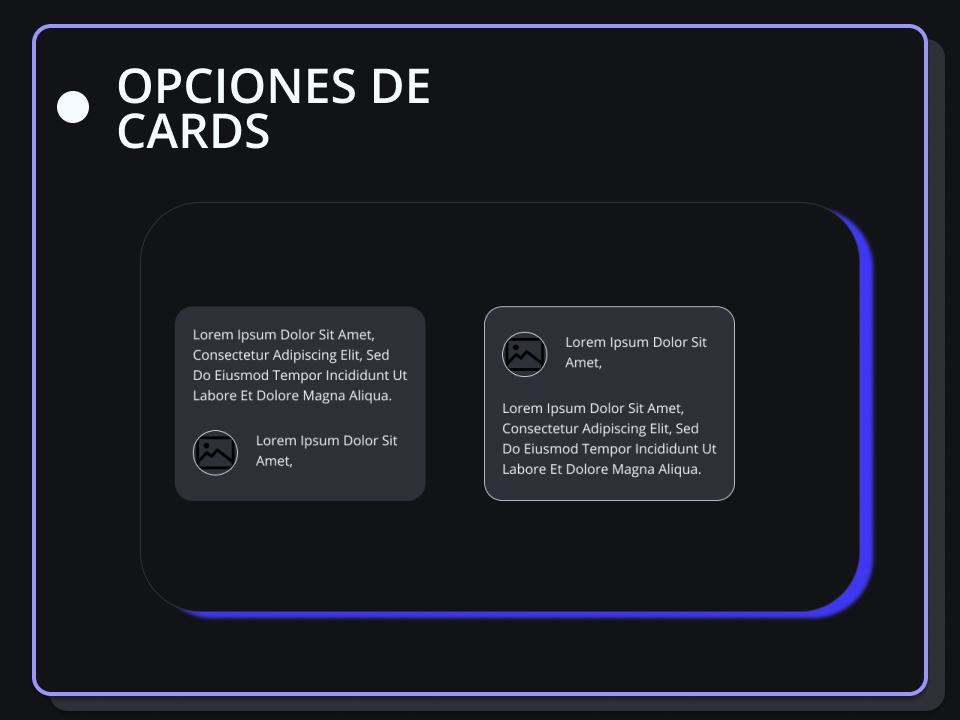 OPCIONES DE
CARDS
Lorem Ipsum Dolor Sit Amet,
Consectetur Adipiscing Elit, Sed
Do Eiusmod Tempor Incididunt Ut
Labore Et Dolore Magna Aliqua.
Lorem Ipsum Dolor Sit
Amet,
Lorem Ipsum Dolor Sit
Amet,
Lorem Ipsum Dolor Sit Amet,
Consectetur Adipiscing Elit, Sed
Do Eiusmod Tempor Incididunt Ut
Labore Et Dolore Magna Aliqua.